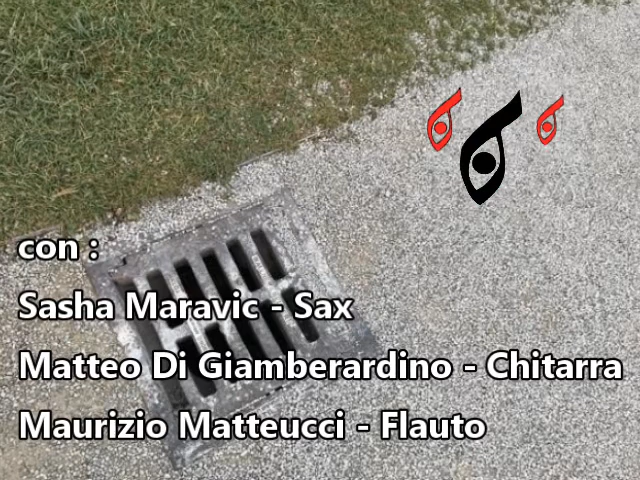 con :
Sasha Maravic - Sax
Matteo Di Giamberardino - Chitarra
Maurizio Matteucci - Flauto